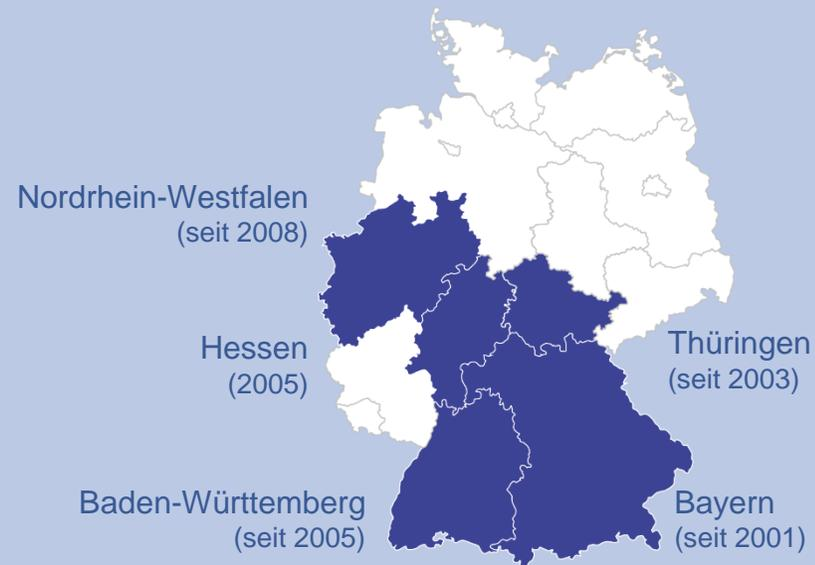 Nordrhein-Westfalen
(seit 2008)
Hessen
(2005)
Thüringen
(seit 2003)
Baden-Württemberg
(seit 2005)
Bayern
(seit 2001)